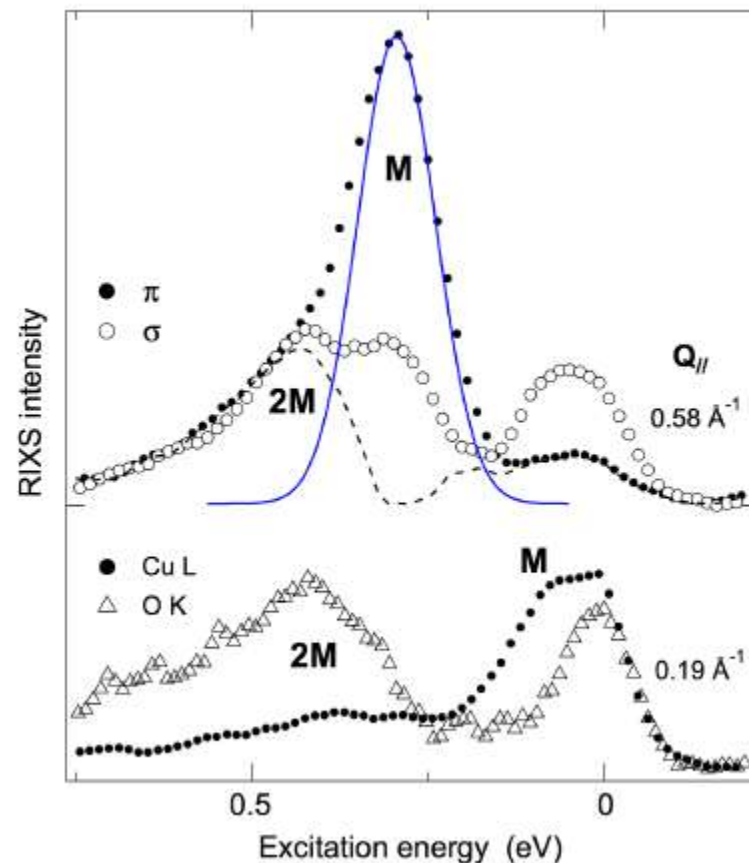 M
● π
○ σ
Q//
2M
0.58 Å⁻¹
RIXS intensity
● Cu L
△ O K
M
2M
0.19 Å⁻¹
0.5
0
Excitation energy (eV)